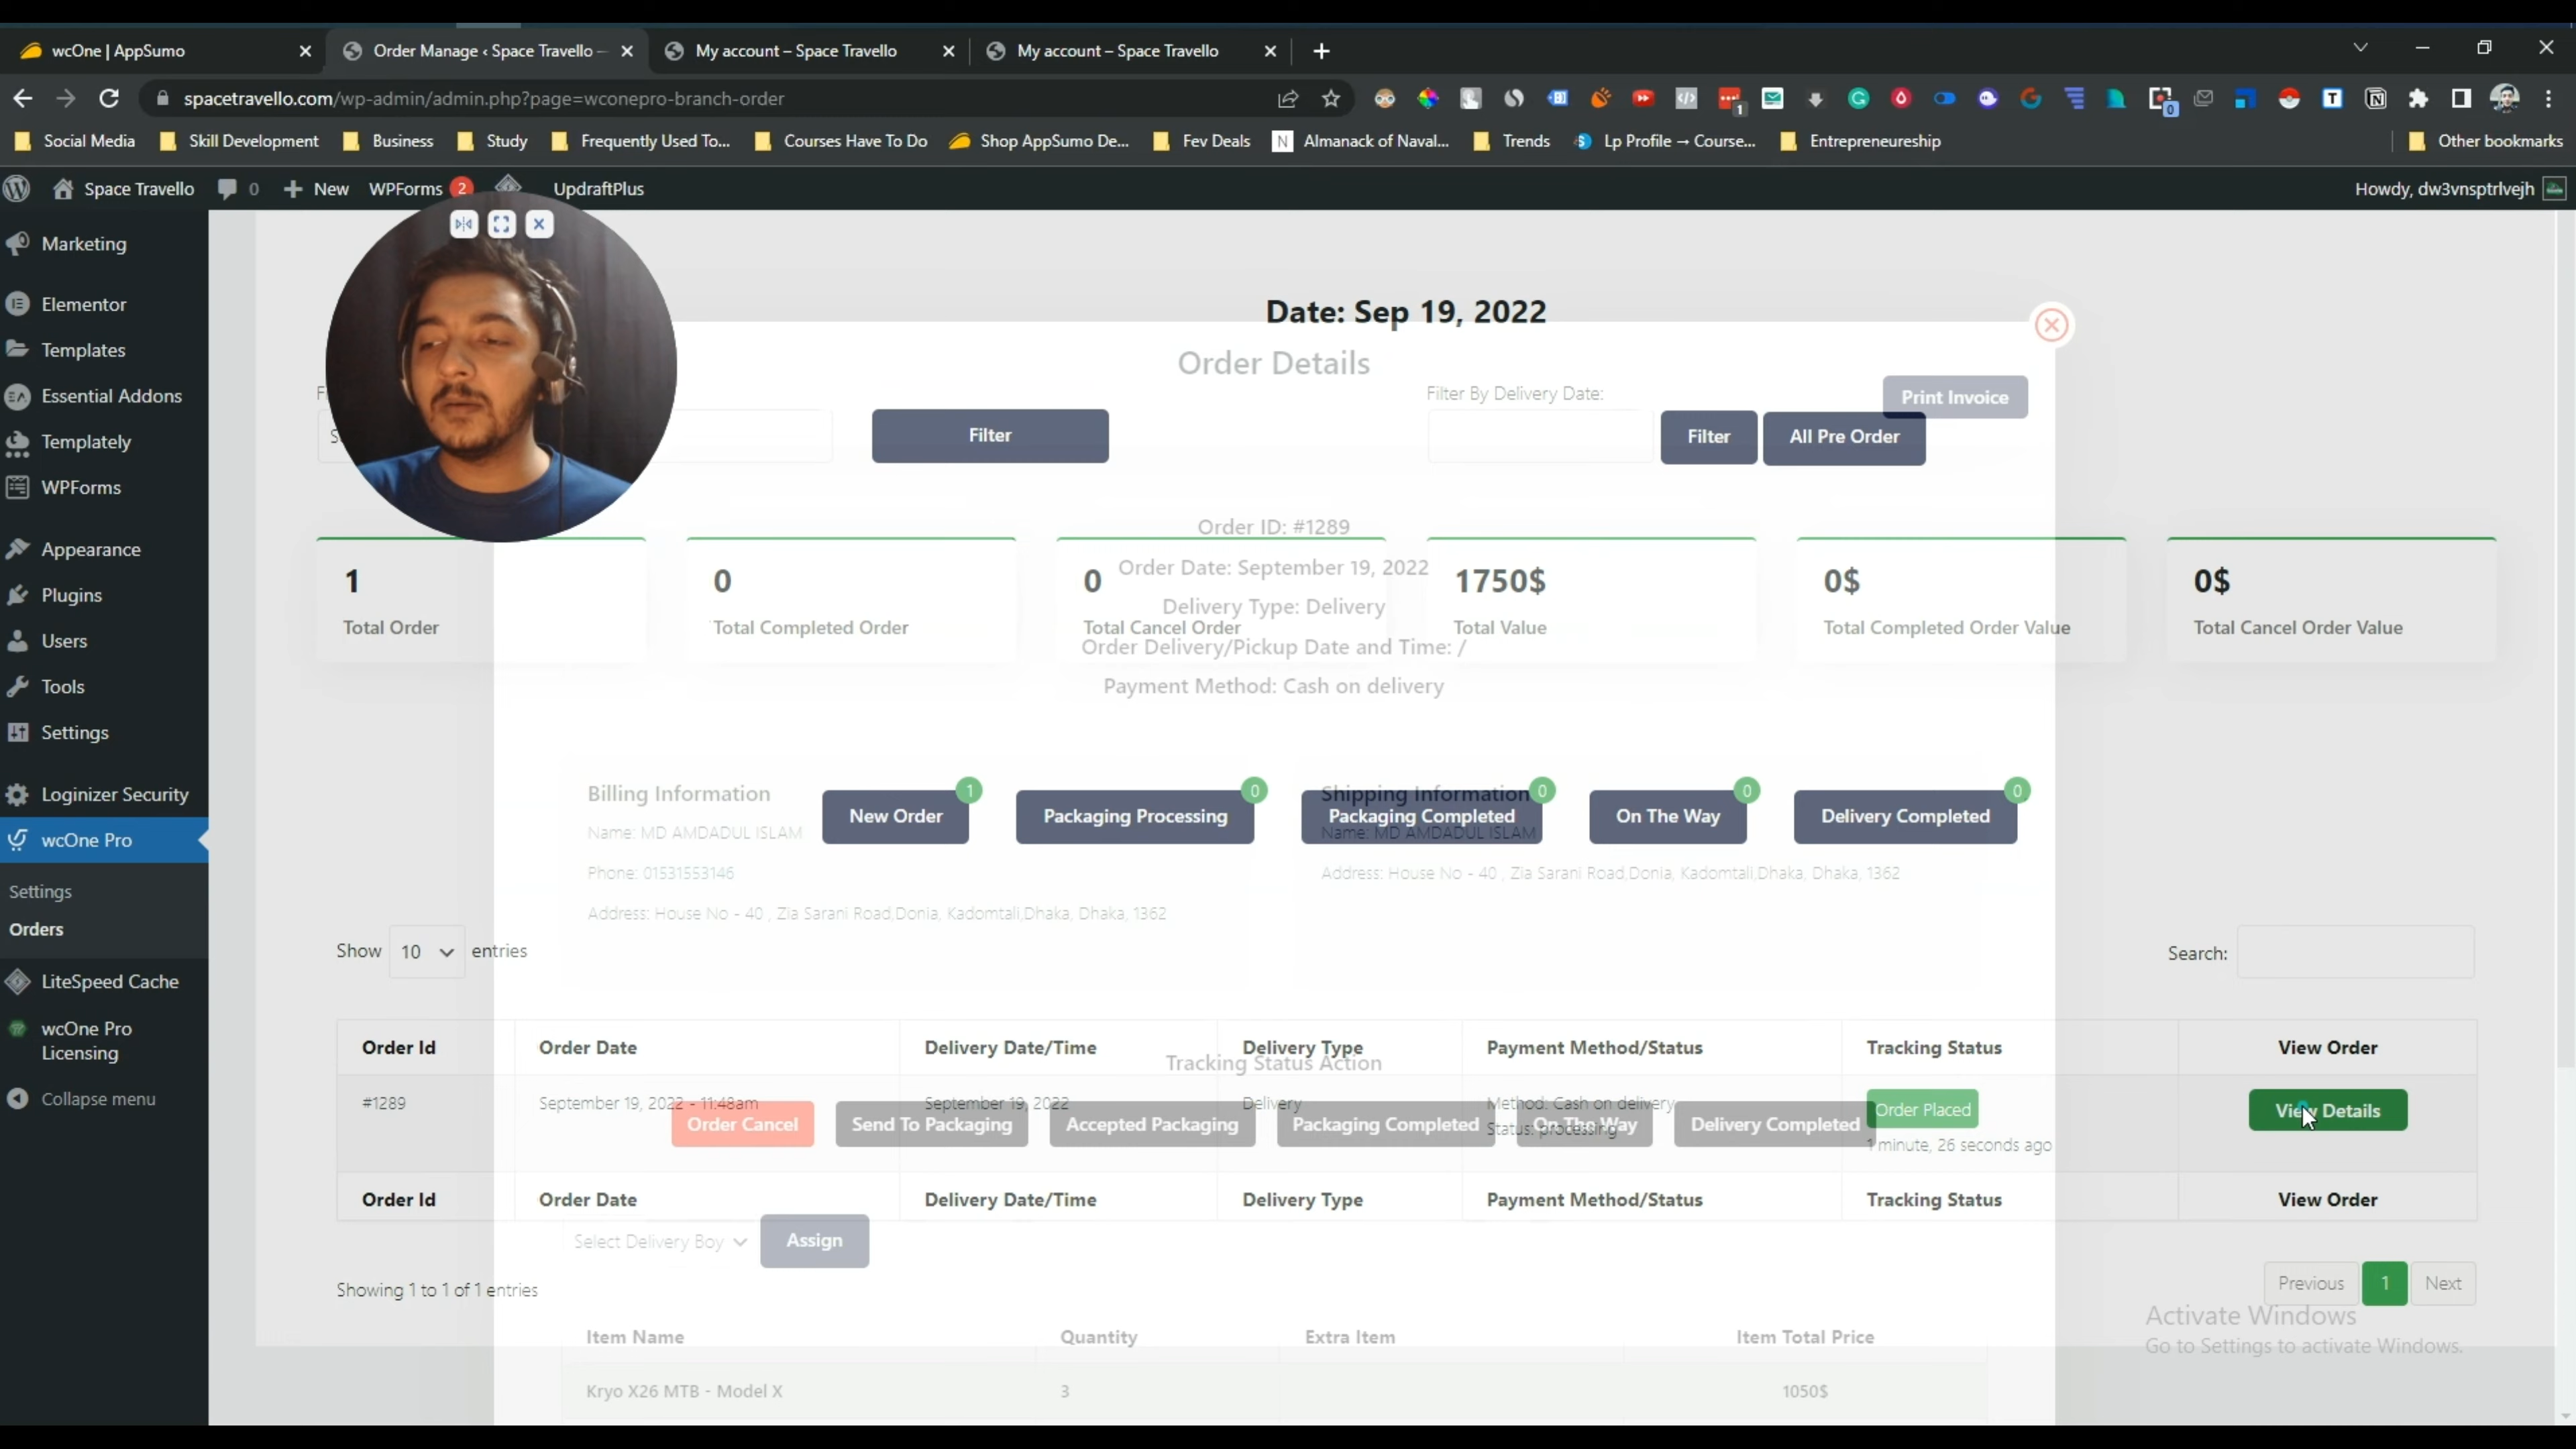 wcOne | AppSumo
Order Manage ‹ Space Travello –
My account – Space Travello
My account – Space Travello
spacetravello.com/wp-admin/admin.php?page=wconepro-branch-order
Social Media
Skill Development
Business
Study
Frequently Used To...
Courses Have To Do
Shop AppSumo De...
Fev Deals
Almanack of Naval...
Trends
Lp Profile → Course...
Entrepreneureship
Other bookmarks
Space Travello
0
New
WPForms 2
UpdraftPlus
Howdy, dw3vnsptrlvejh
Marketing
Elementor
Templates
Essential Addons
Templately
WPForms
Appearance
Plugins
Users
Tools
Settings
Loginizer Security
wcOne Pro
Settings
Orders
LiteSpeed Cache
wcOne Pro
Licensing
Collapse menu
Date: Sep 19, 2022
Order Details
Filter By Delivery Date:
Print Invoice
Filter
Filter
All Pre Order
Order ID: #1289
Order Date: September 19, 2022
Delivery Type: Delivery
Order Delivery/Pickup Date and Time: /
Payment Method: Cash on delivery
1
Total Order
0
Total Completed Order
0
Total Cancel Order
1750$
Total Value
0$
Total Completed Order Value
0$
Total Cancel Order Value
New Order 1
Packaging Processing 0
Packaging Completed 0
On The Way 0
Delivery Completed 0
Billing Information
Name: MD AMDADUL ISLAM
Phone: 01531553146
Address: House No - 40 , Zia Sarani Road,Donia, Kadomtali,Dhaka, Dhaka, 1362
Shipping Information
Name: MD AMDADUL ISLAM
Address: House No - 40 , Zia Sarani Road,Donia, Kadomtali,Dhaka, Dhaka, 1362
Show 10 entries
Search:
Order Id Order Date Delivery Date/Time Delivery Type Payment Method/Status Tracking Status View Order
Tracking Status Action
#1289
September 19, 2022 - 11:48am
September 19, 2022
Delivery
Method: Cash on delivery
Status: processing
Order Placed
1 minute, 26 seconds ago
View Details
Order Cancel
Send To Packaging
Accepted Packaging
Packaging Completed
On The Way
Delivery Completed
Order Id Order Date Delivery Date/Time Delivery Type Payment Method/Status Tracking Status View Order
Select Delivery Boy
Assign
Showing 1 to 1 of 1 entries
Previous 1 Next
Activate Windows
Go to Settings to activate Windows.
Item Name Quantity Extra Item Item Total Price
Kryo X26 MTB - Model X 3 1050$